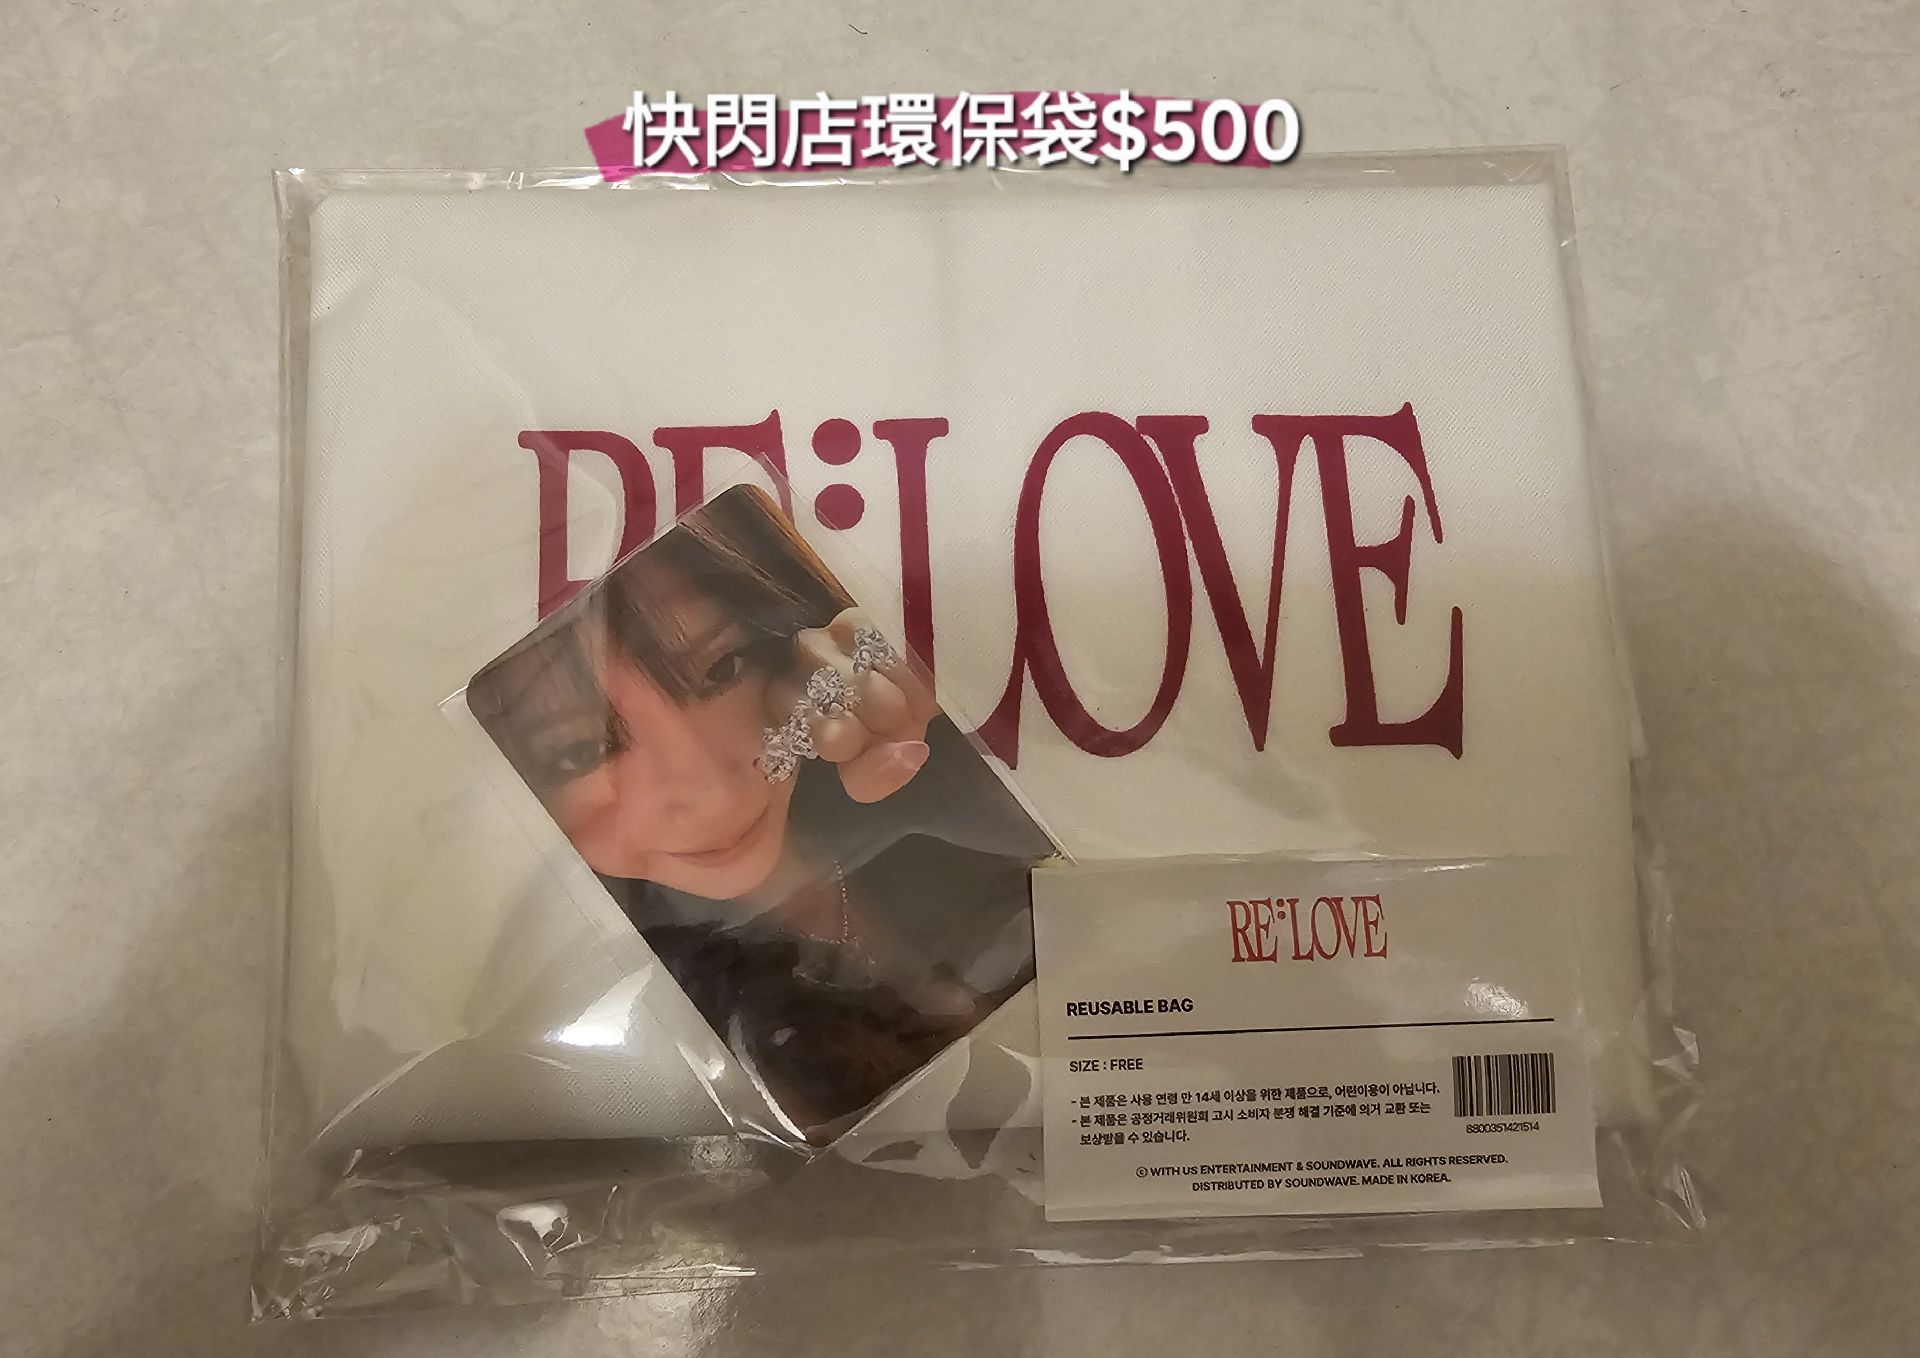 快閃店環保袋$500
RE:LOVE
RE:LOVE
REUSABLE BAG
SIZE : FREE
- 본 제품은 사용 연령 만 14세 이상을 위한 제품으로, 어린이용이 아닙니다.
- 본 제품은 공정거래위원회 고시 소비자 분쟁 해결 기준에 의거 교환 또는
보상받을 수 있습니다.
8800351421514
© WITH US ENTERTAINMENT & SOUNDWAVE. ALL RIGHTS RESERVED.
DISTRIBUTED BY SOUNDWAVE. MADE IN KOREA.